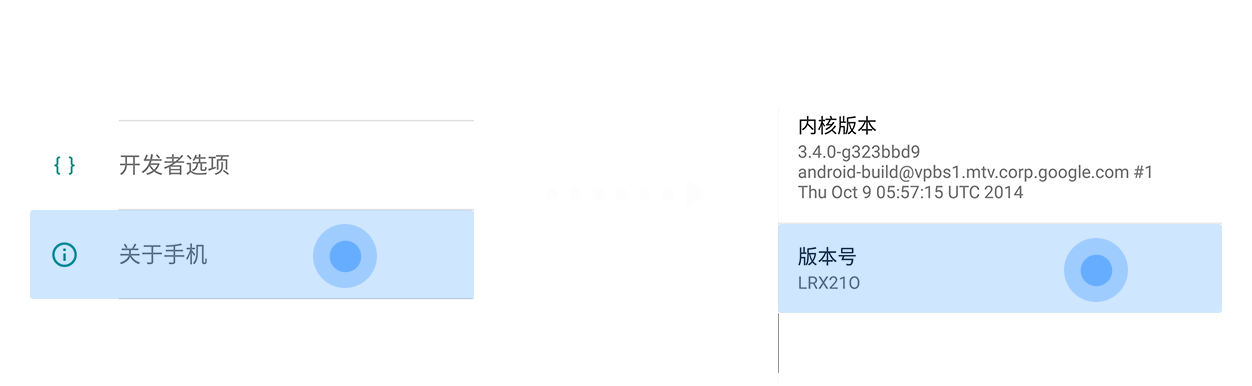 开发者选项
关于手机
内核版本
3.4.0-g323bbd9
android-build@vpbs1.mtv.corp.google.com #1
Thu Oct 9 05:57:15 UTC 2014
版本号
LRX21O